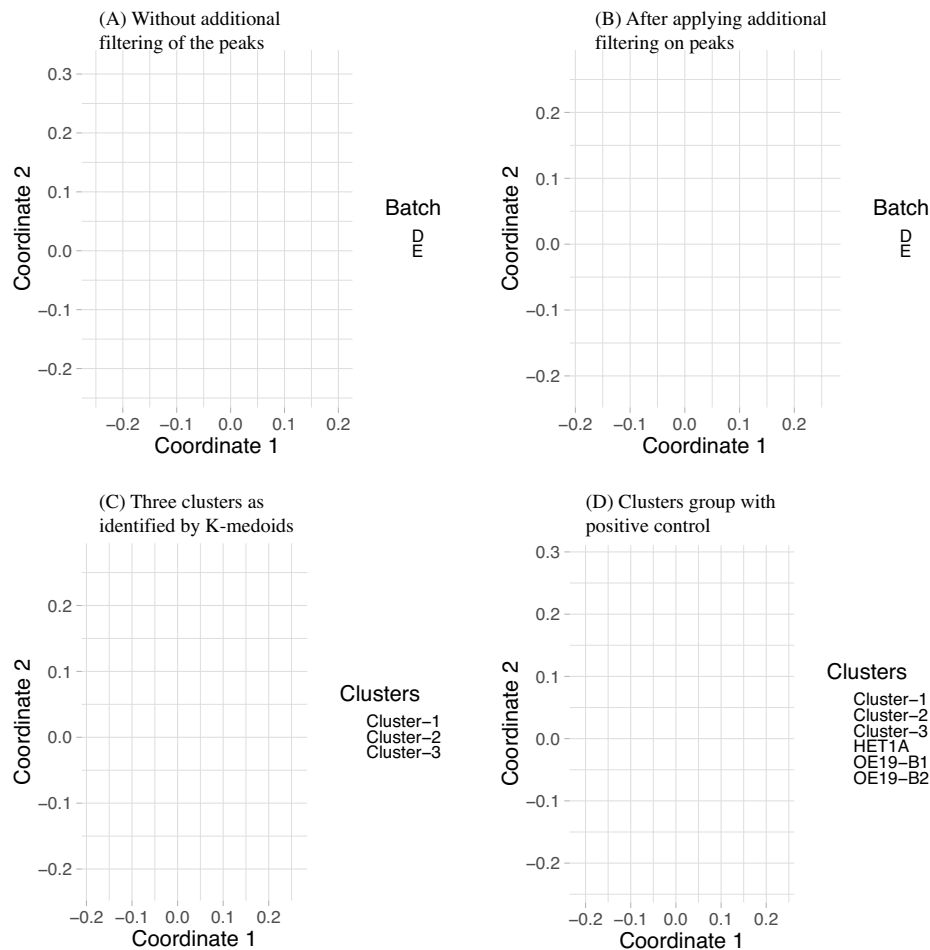 (A) Without additional
filtering of the peaks
0.3
0.2
0.1
0.0
−0.1
−0.2
Coordinate 2
−0.2 −0.1 0.0 0.1 0.2
Coordinate 1
Batch
D
E
(B) After applying additional
filtering on peaks
0.2
0.1
0.0
−0.1
−0.2
Coordinate 2
−0.2 −0.1 0.0 0.1 0.2
Coordinate 1
Batch
D
E
(C) Three clusters as
identified by K-medoids
0.2
0.1
0.0
−0.1
−0.2
Coordinate 2
−0.2 −0.1 0.0 0.1 0.2
Coordinate 1
Clusters
Cluster−1
Cluster−2
Cluster−3
(D) Clusters group with
positive control
0.3
0.2
0.1
0.0
−0.1
−0.2
Coordinate 2
−0.2 −0.1 0.0 0.1 0.2
Coordinate 1
Clusters
Cluster−1
Cluster−2
Cluster−3
HET1A
OE19−B1
OE19−B2